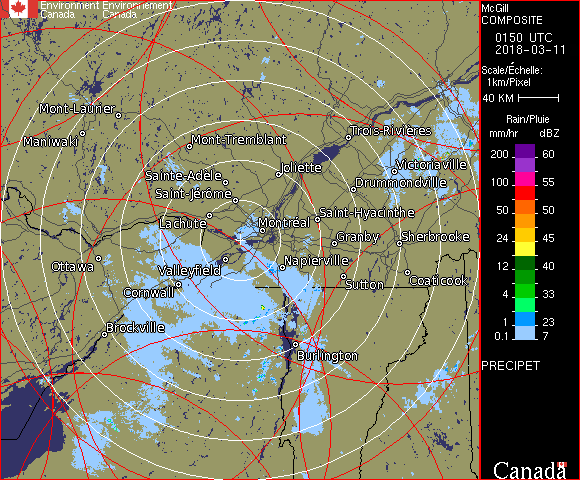 Environment Environnement
Canada Canada
McGill
COMPOSITE
0150 UTC
2018-03-11
Scale/Échelle:
1km/Pixel
40 KM
Rain/Pluie
mm/hr dBZ
200 60
150 57
100 55
50 50
24 45
12 40
4 33
1 23
0.1 7
PRECIPET
Canada
Mont-Laurier
Maniwaki
Mont-Tremblant
Trois-Rivières
Joliette
Victoriaville
Sainte-Adèle
Drummondville
Saint-Jérôme
Saint-Hyacinthe
Lachute
Montréal
Granby
Sherbrooke
Ottawa
Valleyfield
Napierville
Cornwall
Sutton
Coaticook
Brockville
Burlington